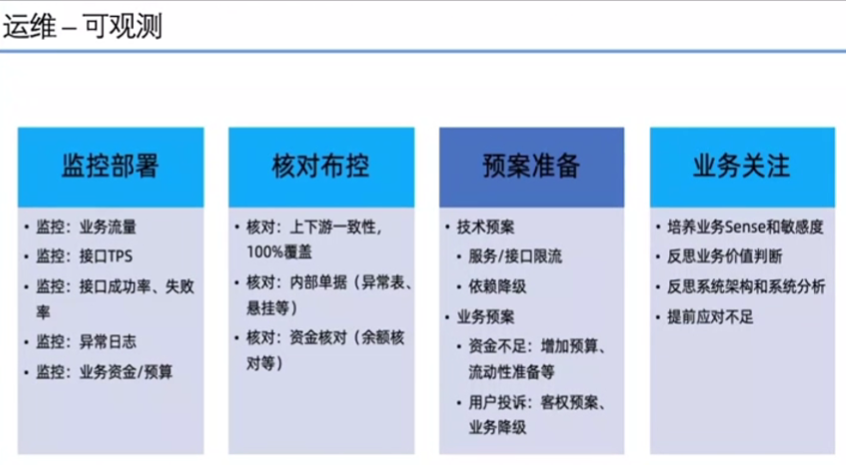 运维 – 可观测
监控部署
• 监控：业务流量
• 监控：接口TPS
• 监控：接口成功率、失败
率
• 监控：异常日志
• 监控：业务资金/预算
核对布控
• 核对：上下游一致性，
100%覆盖
• 核对：内部单据（异常表、
悬挂等）
• 核对：资金核对（余额核
对等）
预案准备
• 技术预案
• 服务/接口限流
• 依赖降级
• 业务预案
• 资金不足：增加预算、
流动性准备等
• 用户投诉：客权预案、
业务降级
业务关注
• 培养业务Sense和敏感度
• 反思业务价值判断
• 反思系统架构和系统分析
• 提前应对不足